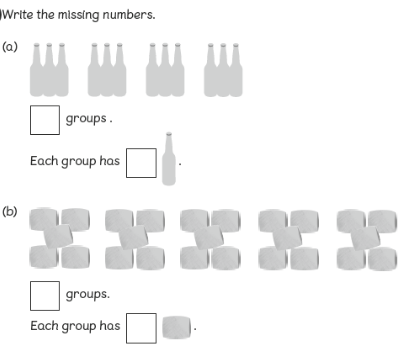 Write the missing numbers.
(a)
groups .
Each group has .
(b)
groups.
Each group has .